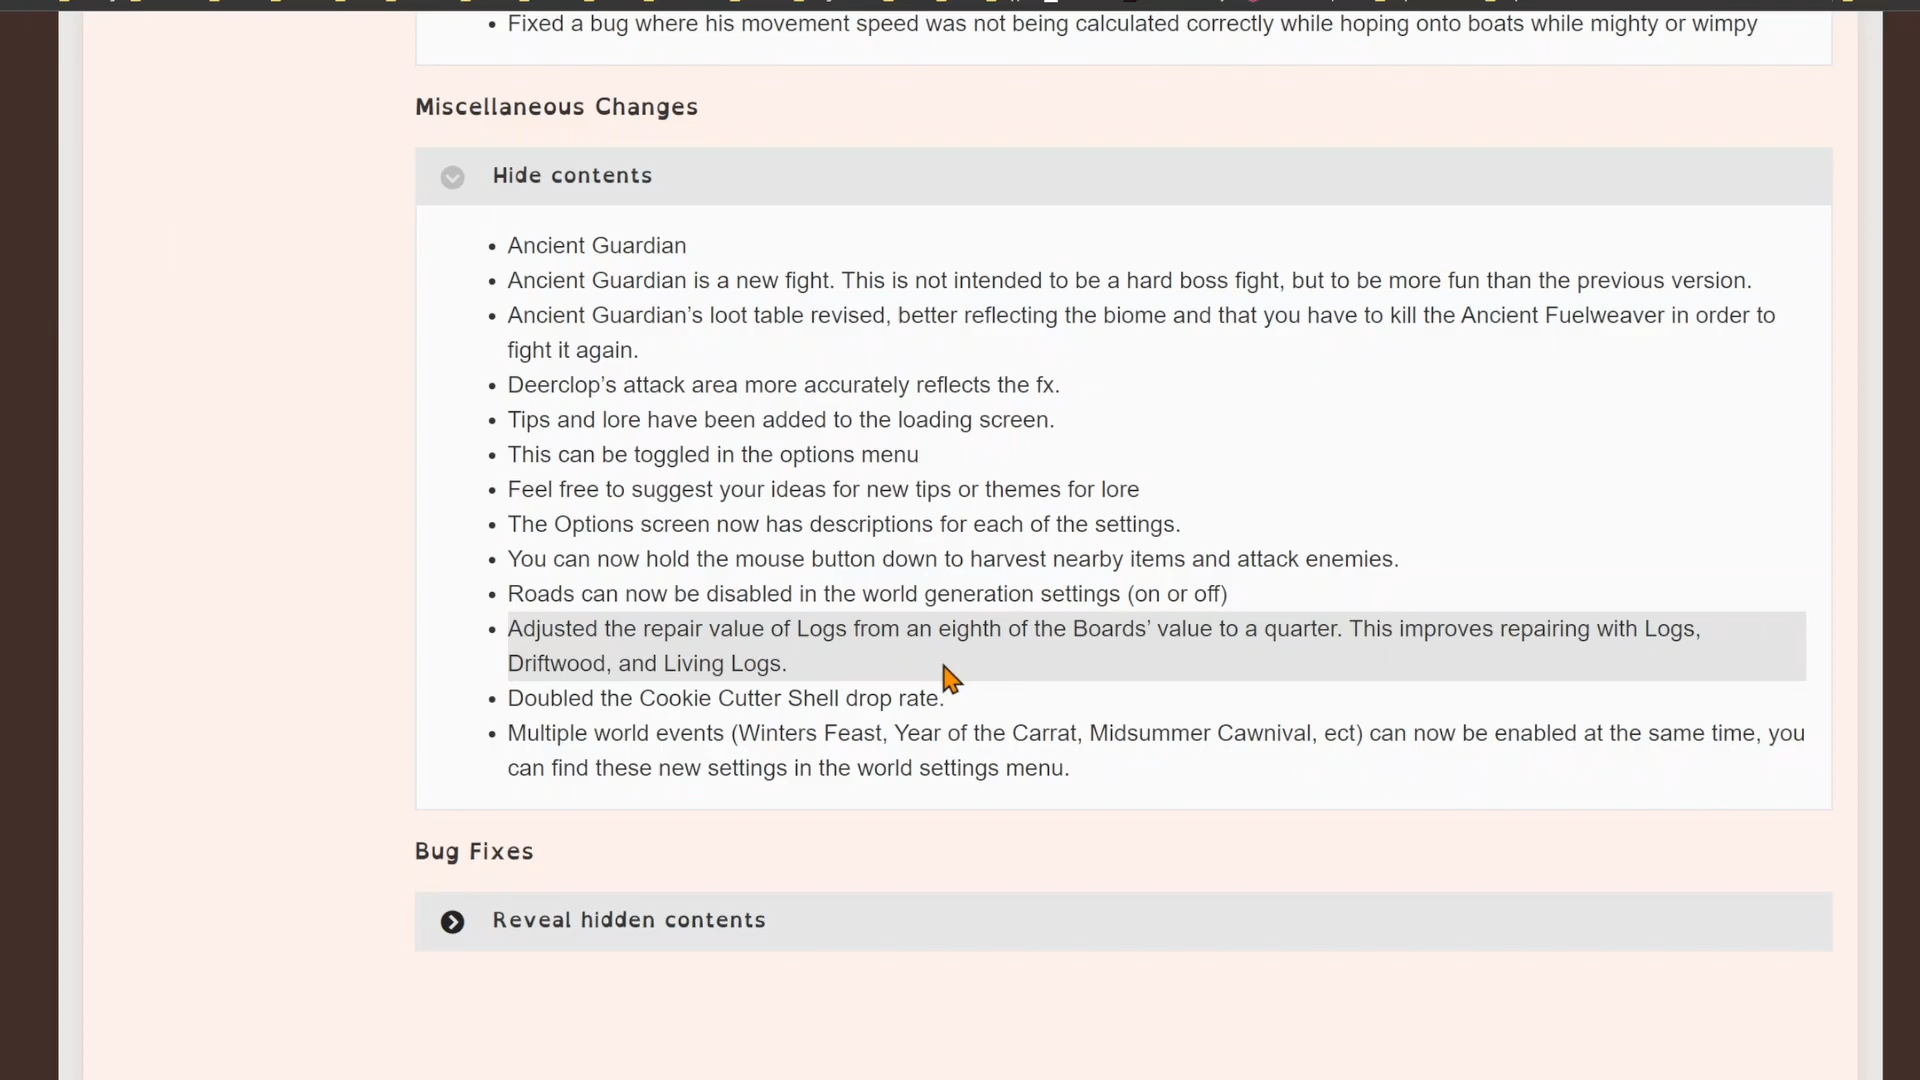 • Fixed a bug where his movement speed was not being calculated correctly while hoping onto boats while mighty or wimpy
Miscellaneous Changes
Hide contents
• Ancient Guardian
• Ancient Guardian is a new fight. This is not intended to be a hard boss fight, but to be more fun than the previous version.
• Ancient Guardian’s loot table revised, better reflecting the biome and that you have to kill the Ancient Fuelweaver in order to
fight it again.
• Deerclop’s attack area more accurately reflects the fx.
• Tips and lore have been added to the loading screen.
• This can be toggled in the options menu
• Feel free to suggest your ideas for new tips or themes for lore
• The Options screen now has descriptions for each of the settings.
• You can now hold the mouse button down to harvest nearby items and attack enemies.
• Roads can now be disabled in the world generation settings (on or off)
• Adjusted the repair value of Logs from an eighth of the Boards’ value to a quarter. This improves repairing with Logs,
Driftwood, and Living Logs.
• Doubled the Cookie Cutter Shell drop rate.
• Multiple world events (Winters Feast, Year of the Carrat, Midsummer Cawnival, ect) can now be enabled at the same time, you
can find these new settings in the world settings menu.
Bug Fixes
Reveal hidden contents